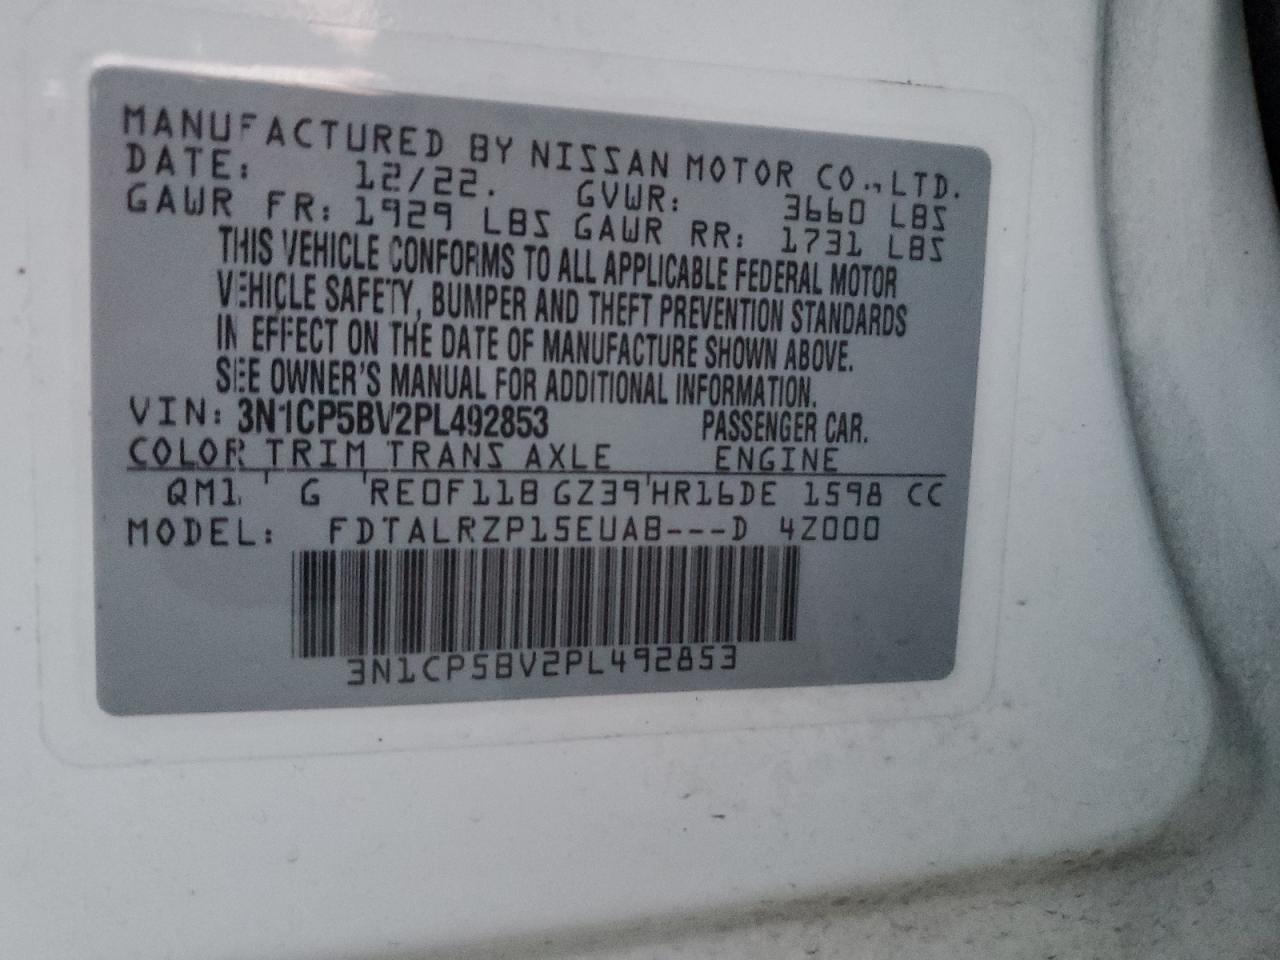 MANUFACTURED BY NISSAN MOTOR CO.,LTD.
DATE: 12/22. GVWR: 3660 LBS
GAWR FR: 1929 LBS GAWR RR: 1731 LBS
THIS VEHICLE CONFORMS TO ALL APPLICABLE FEDERAL MOTOR
VEHICLE SAFETY, BUMPER AND THEFT PREVENTION STANDARDS
IN EFFECT ON THE DATE OF MANUFACTURE SHOWN ABOVE.
SEE OWNER'S MANUAL FOR ADDITIONAL INFORMATION.
VIN: 3N1CP5BV2PL492853 PASSENGER CAR.
COLOR TRIM TRANS AXLE ENGINE
QM1 G RE0F11B GZ39 HR16DE 1598 CC
MODEL: FDTALRZP15EUAB---D 4Z000
3N1CP5BV2PL492853